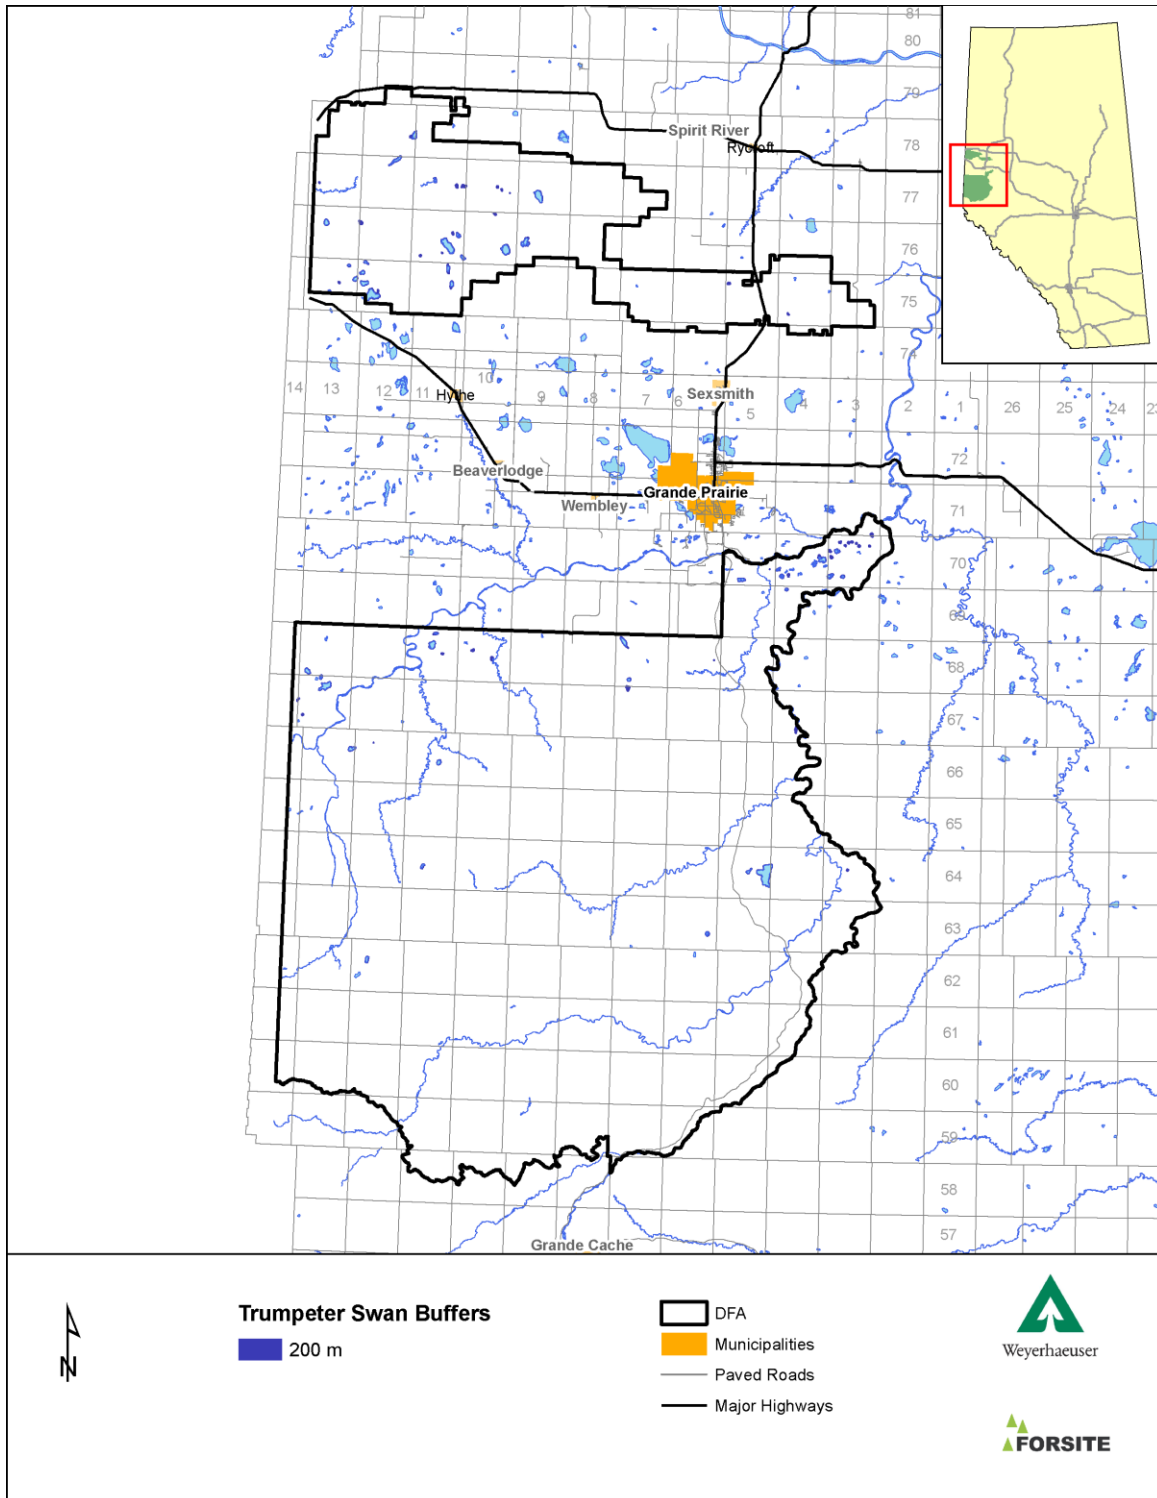 81
80
79
Spirit River
Rycroft
78
77
76
75
74
14 13 12 11 10 9 8 7 6 5 4 3 2 1 26 25 24 23
Hythe
Sexsmith
72
Beaverlodge
Grande Prairie
Wembley
71
70
69
68
67
66
65
64
63
62
61
60
59
58
57
Grande Cache
N
Trumpeter Swan Buffers
200 m
DFA
Municipalities
Paved Roads
Major Highways
Weyerhaeuser
FORSITE